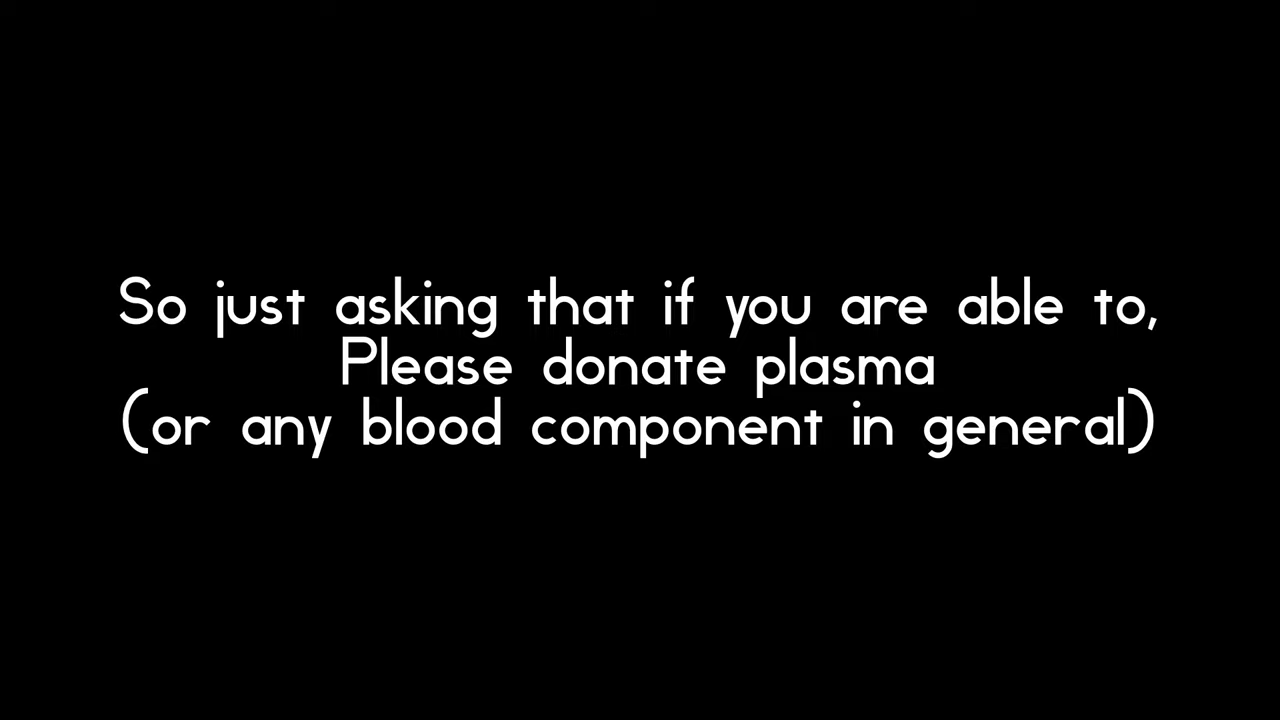 So just asking that if you are able to,
Please donate plasma
(or any blood component in general)